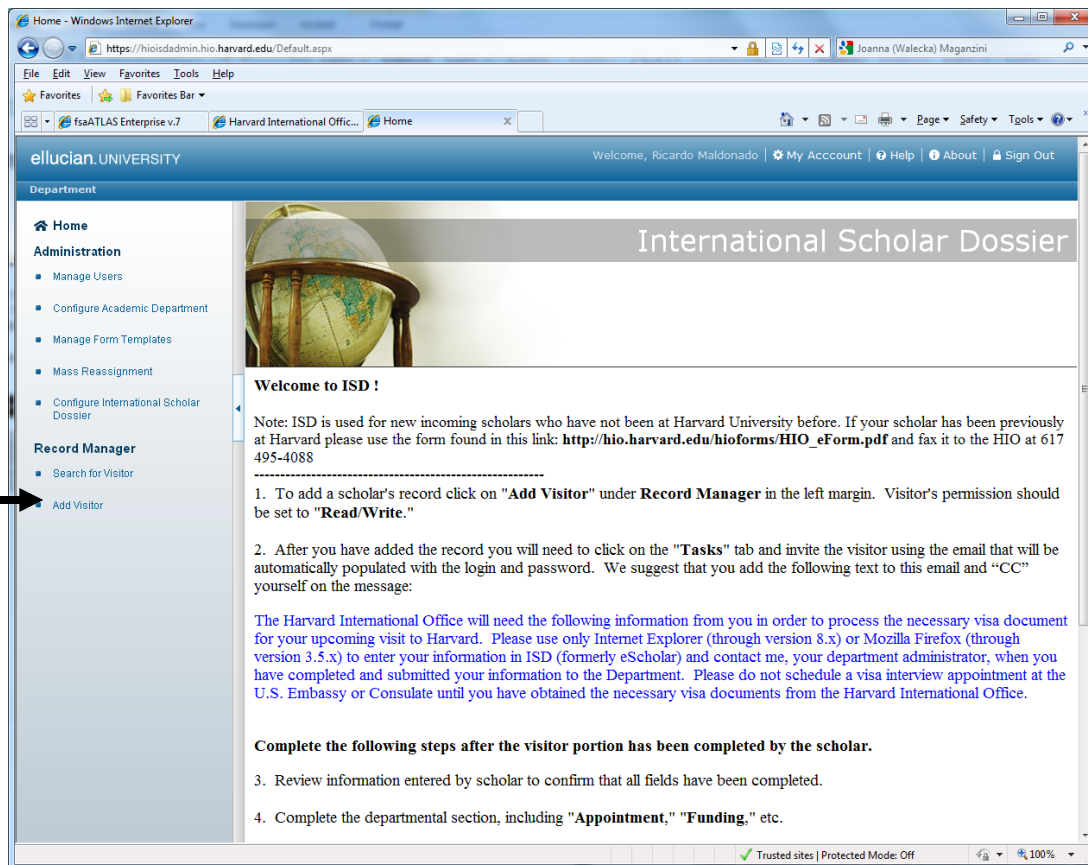 Home - Windows Internet Explorer
https://hioisdadmin.hio.harvard.edu/Default.aspx
Joanna (Walecka) Maganzini
File Edit View Favorites Tools Help
Favorites Favorites Bar
fsaATLAS Enterprise v.7 Harvard International Offic... Home X
Page Safety Tools
ellucian.UNIVERSITY
Welcome, Ricardo Maldonado | My Acccount | Help | About | Sign Out
Department
Home
Administration
Manage Users
Configure Academic Department
Manage Form Templates
Mass Reassignment
Configure International Scholar
Dossier
Record Manager
Search for Visitor
Add Visitor
International Scholar Dossier
Welcome to ISD !
Note: ISD is used for new incoming scholars who have not been at Harvard University before. If your scholar has been previously
at Harvard please use the form found in this link: http://hio.harvard.edu/hioforms/HIO_eForm.pdf and fax it to the HIO at 617
495-4088
--------------------------------------------------------
1. To add a scholar's record click on "Add Visitor" under Record Manager in the left margin. Visitor's permission should
be set to "Read/Write."
2. After you have added the record you will need to click on the "Tasks" tab and invite the visitor using the email that will be
automatically populated with the login and password. We suggest that you add the following text to this email and “CC”
yourself on the message:
The Harvard International Office will need the following information from you in order to process the necessary visa document
for your upcoming visit to Harvard. Please use only Internet Explorer (through version 8.x) or Mozilla Firefox (through
version 3.5.x) to enter your information in ISD (formerly eScholar) and contact me, your department administrator, when you
have completed and submitted your information to the Department. Please do not schedule a visa interview appointment at the
U.S. Embassy or Consulate until you have obtained the necessary visa documents from the Harvard International Office.
Complete the following steps after the visitor portion has been completed by the scholar.
3. Review information entered by scholar to confirm that all fields have been completed.
4. Complete the departmental section, including "Appointment," "Funding," etc.
Trusted sites | Protected Mode: Off
100%